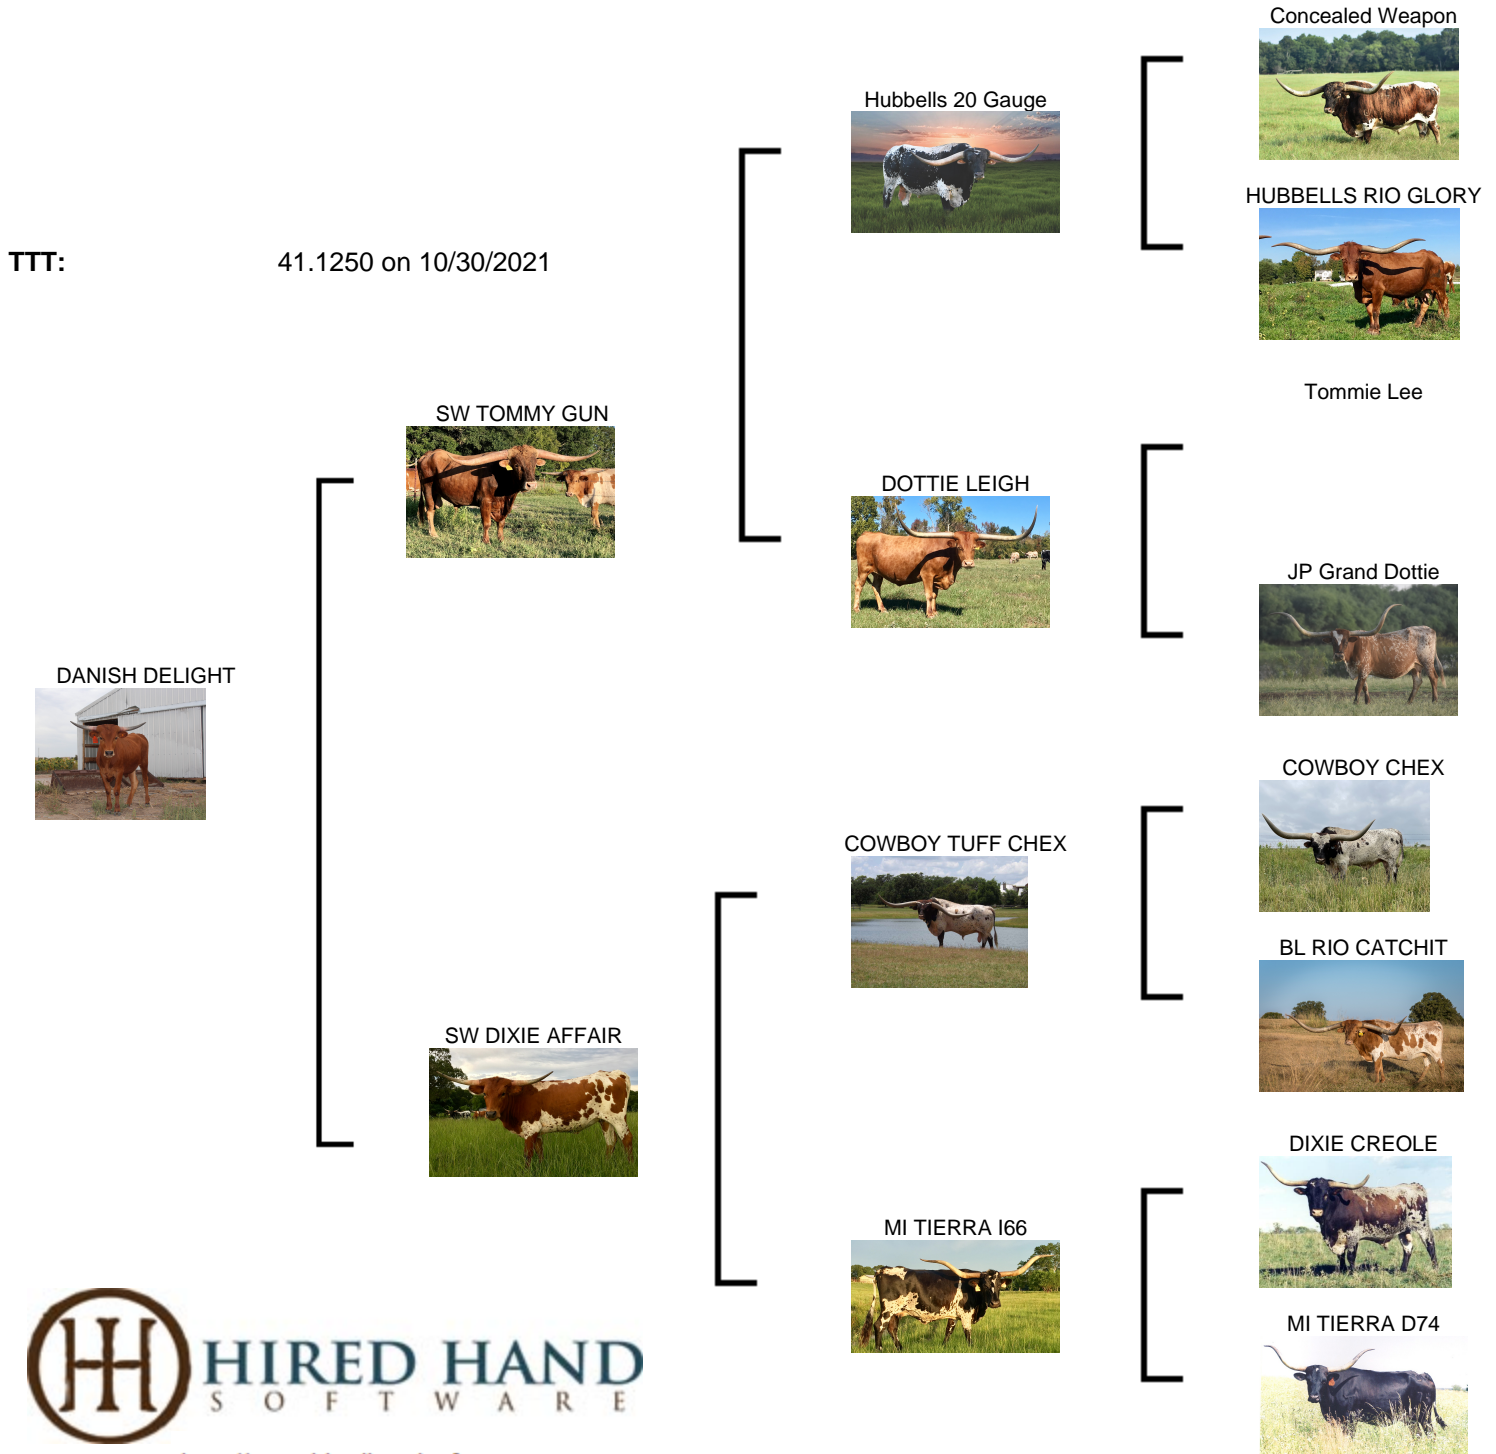 Concealed Weapon
Hubbells 20 Gauge
HUBBELLS RIO GLORY
TTT: 41.1250 on 10/30/2021
Tommie Lee
SW TOMMY GUN
DOTTIE LEIGH
JP Grand Dottie
DANISH DELIGHT
COWBOY CHEX
COWBOY TUFF CHEX
BL RIO CATCHIT
SW DIXIE AFFAIR
DIXIE CREOLE
MI TIERRA I66
MI TIERRA D74
HIRED HAND
SOFTWARE